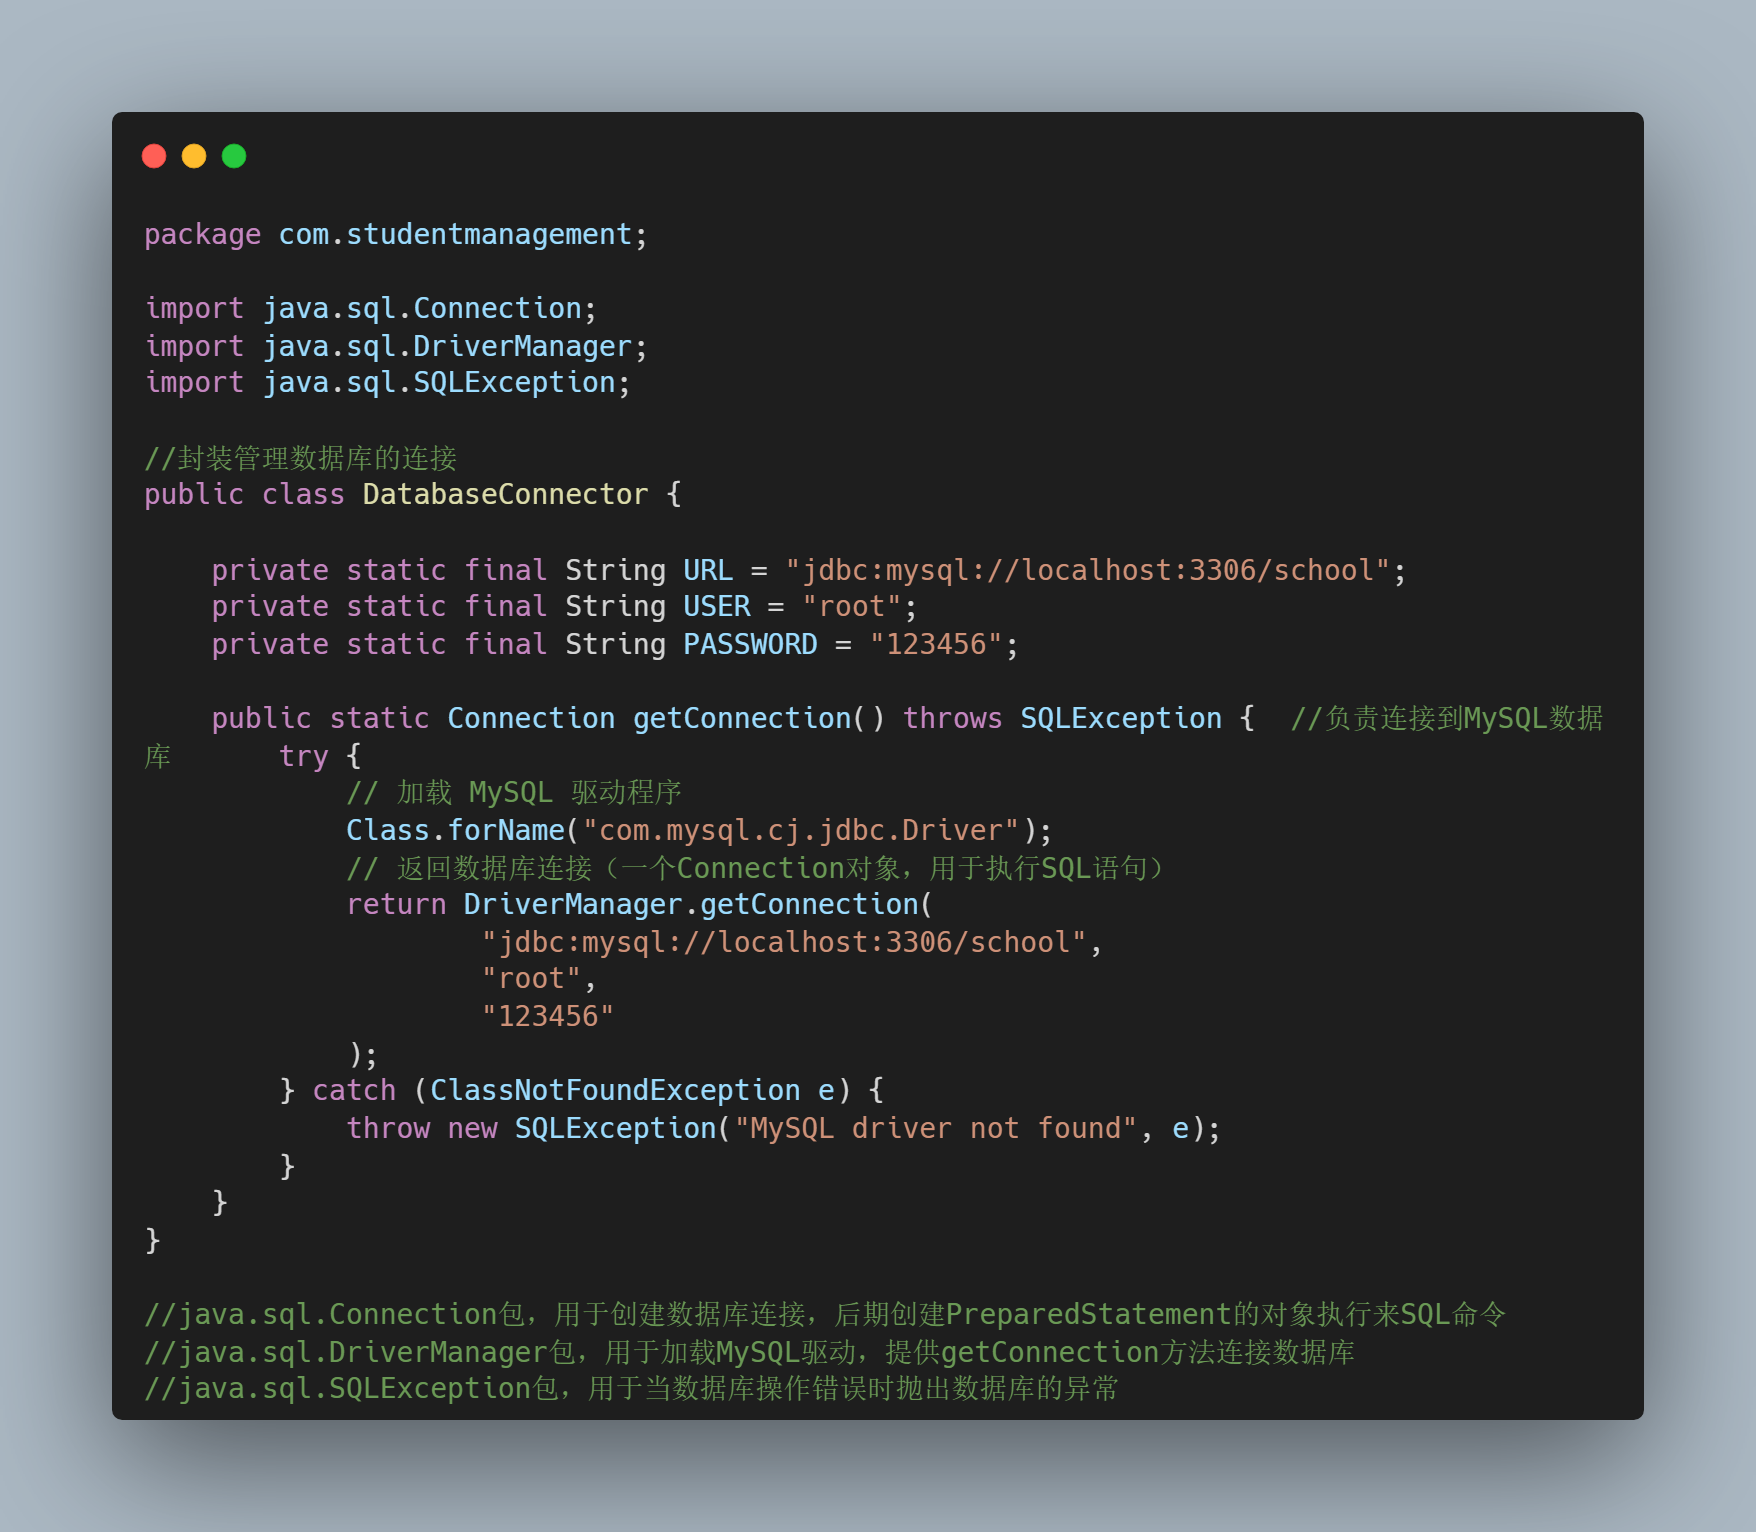 package com.studentmanagement;
import java.sql.Connection;
import java.sql.DriverManager;
import java.sql.SQLException;
//封装管理数据库的连接
public class DatabaseConnector {
    private static final String URL = "jdbc:mysql://localhost:3306/school";
    private static final String USER = "root";
    private static final String PASSWORD = "123456";
    public static Connection getConnection() throws SQLException {  //负责连接到MySQL数据
库      try {
            // 加载 MySQL 驱动程序
            Class.forName("com.mysql.cj.jdbc.Driver");
            // 返回数据库连接（一个Connection对象，用于执行SQL语句）
            return DriverManager.getConnection(
                    "jdbc:mysql://localhost:3306/school",
                    "root",
                    "123456"
            );
        } catch (ClassNotFoundException e) {
            throw new SQLException("MySQL driver not found", e);
        }
    }
}
//java.sql.Connection包，用于创建数据库连接，后期创建PreparedStatement的对象执行来SQL命令
//java.sql.DriverManager包，用于加载MySQL驱动，提供getConnection方法连接数据库
//java.sql.SQLException包，用于当数据库操作错误时抛出数据库的异常